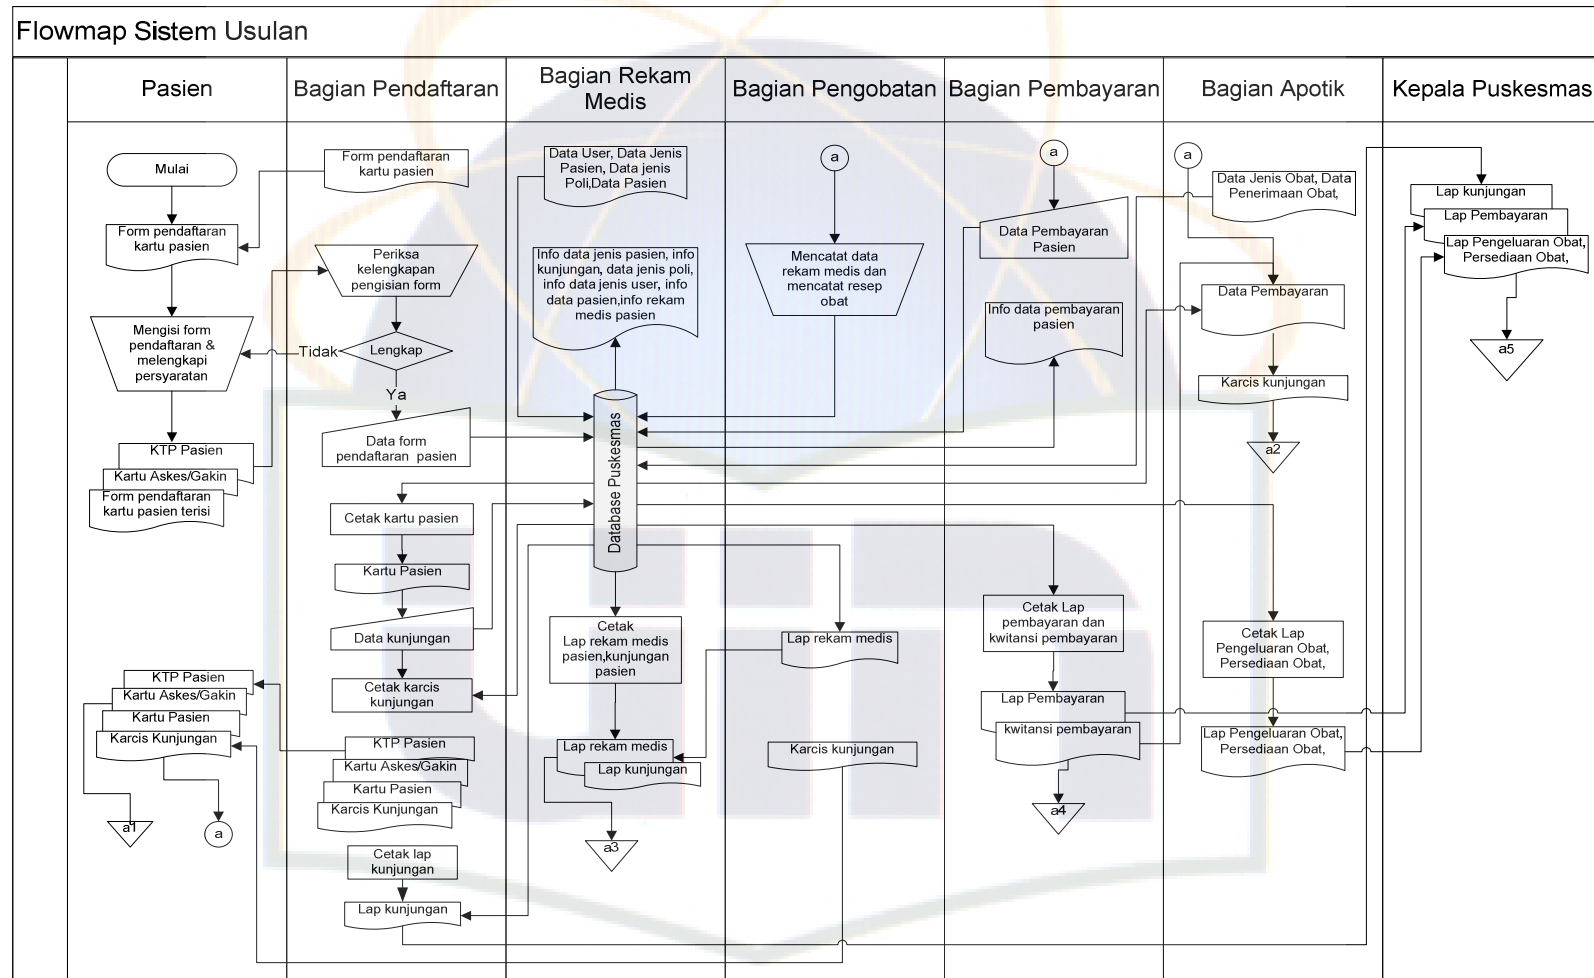 Flowmap Sistem Usulan
Pasien
Bagian Pendaftaran
Bagian Rekam
Medis
Bagian Pengobatan
Bagian Pembayaran
Bagian Apotik
Kepala Puskesmas
Mulai
Form pendaftaran
kartu pasien
Mengisi form
pendaftaran &
melengkapi
persyaratan
KTP Pasien
Kartu Askes/Gakin
Form pendaftaran
kartu pasien terisi
KTP Pasien
Kartu Askes/Gakin
Kartu Pasien
Karcis Kunjungan
a1
a
Form pendaftaran
kartu pasien
Periksa
kelengkapan
pengisian form
Lengkap
Tidak
Ya
Data form
pendaftaran pasien
Cetak kartu pasien
Kartu Pasien
Data kunjungan
Cetak karcis
kunjungan
KTP Pasien
Kartu Askes/Gakin
Kartu Pasien
Karcis Kunjungan
Cetak lap
kunjungan
Lap kunjungan
Data User, Data Jenis
Pasien, Data jenis
Poli,Data Pasien
Info data jenis pasien, info
kunjungan, data jenis poli,
info data jenis user, info
data pasien,info rekam
medis pasien
Database Puskesmas
Cetak
Lap rekam medis
pasien,kunjungan
pasien
Lap rekam medis
Lap kunjungan
a3
a
Mencatat data
rekam medis dan
mencatat resep
obat
Lap rekam medis
Karcis kunjungan
a
Data Pembayaran
Pasien
Info data pembayaran
pasien
Cetak Lap
pembayaran dan
kwitansi pembayaran
Lap Pembayaran
kwitansi pembayaran
a4
a
Data Jenis Obat, Data
Penerimaan Obat,
Data Pembayaran
Karcis kunjungan
a2
Cetak Lap
Pengeluaran Obat,
Persediaan Obat,
Lap Pengeluaran Obat,
Persediaan Obat,
Lap kunjungan
Lap Pembayaran
Lap Pengeluaran Obat,
Persediaan Obat,
a5